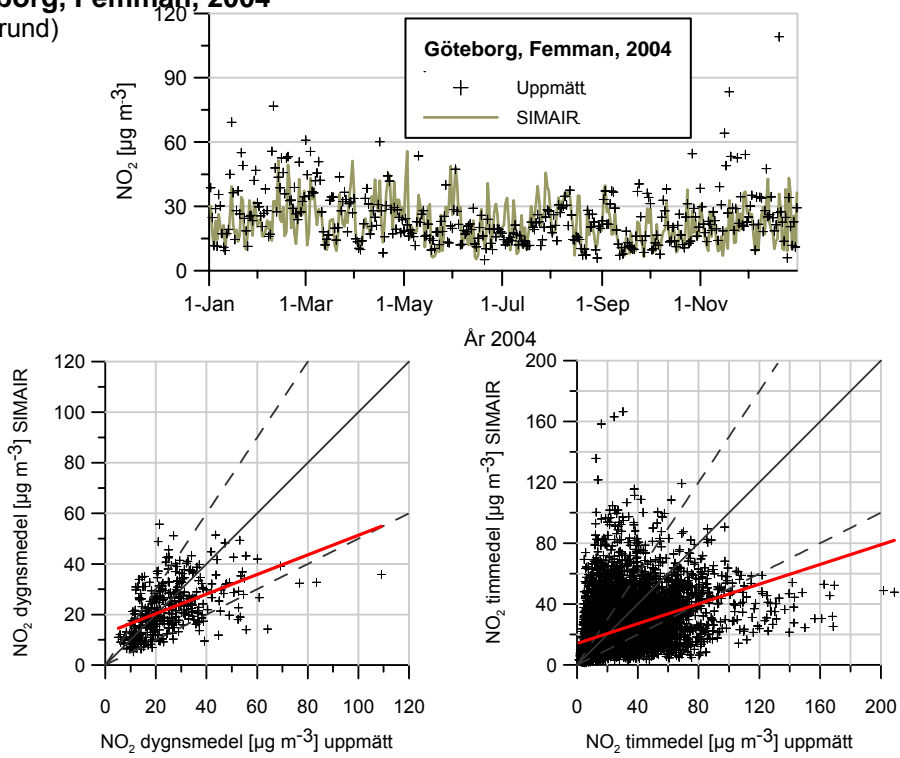 borg, Femman, 2004
rund)
120
90
60
30
0
NO2 [µg m-3]
Göteborg, Femman, 2004
Uppmätt
SIMAIR
1-Jan 1-Mar 1-May 1-Jul 1-Sep 1-Nov
År 2004
120
100
80
60
40
20
0
NO2 dygnsmedel [µg m-3] SIMAIR
0 20 40 60 80 100 120
NO2 dygnsmedel [µg m-3] uppmätt
200
160
120
80
40
0
NO2 timmedel [µg m-3] SIMAIR
0 40 80 120 160 200
NO2 timmedel [µg m-3] uppmätt